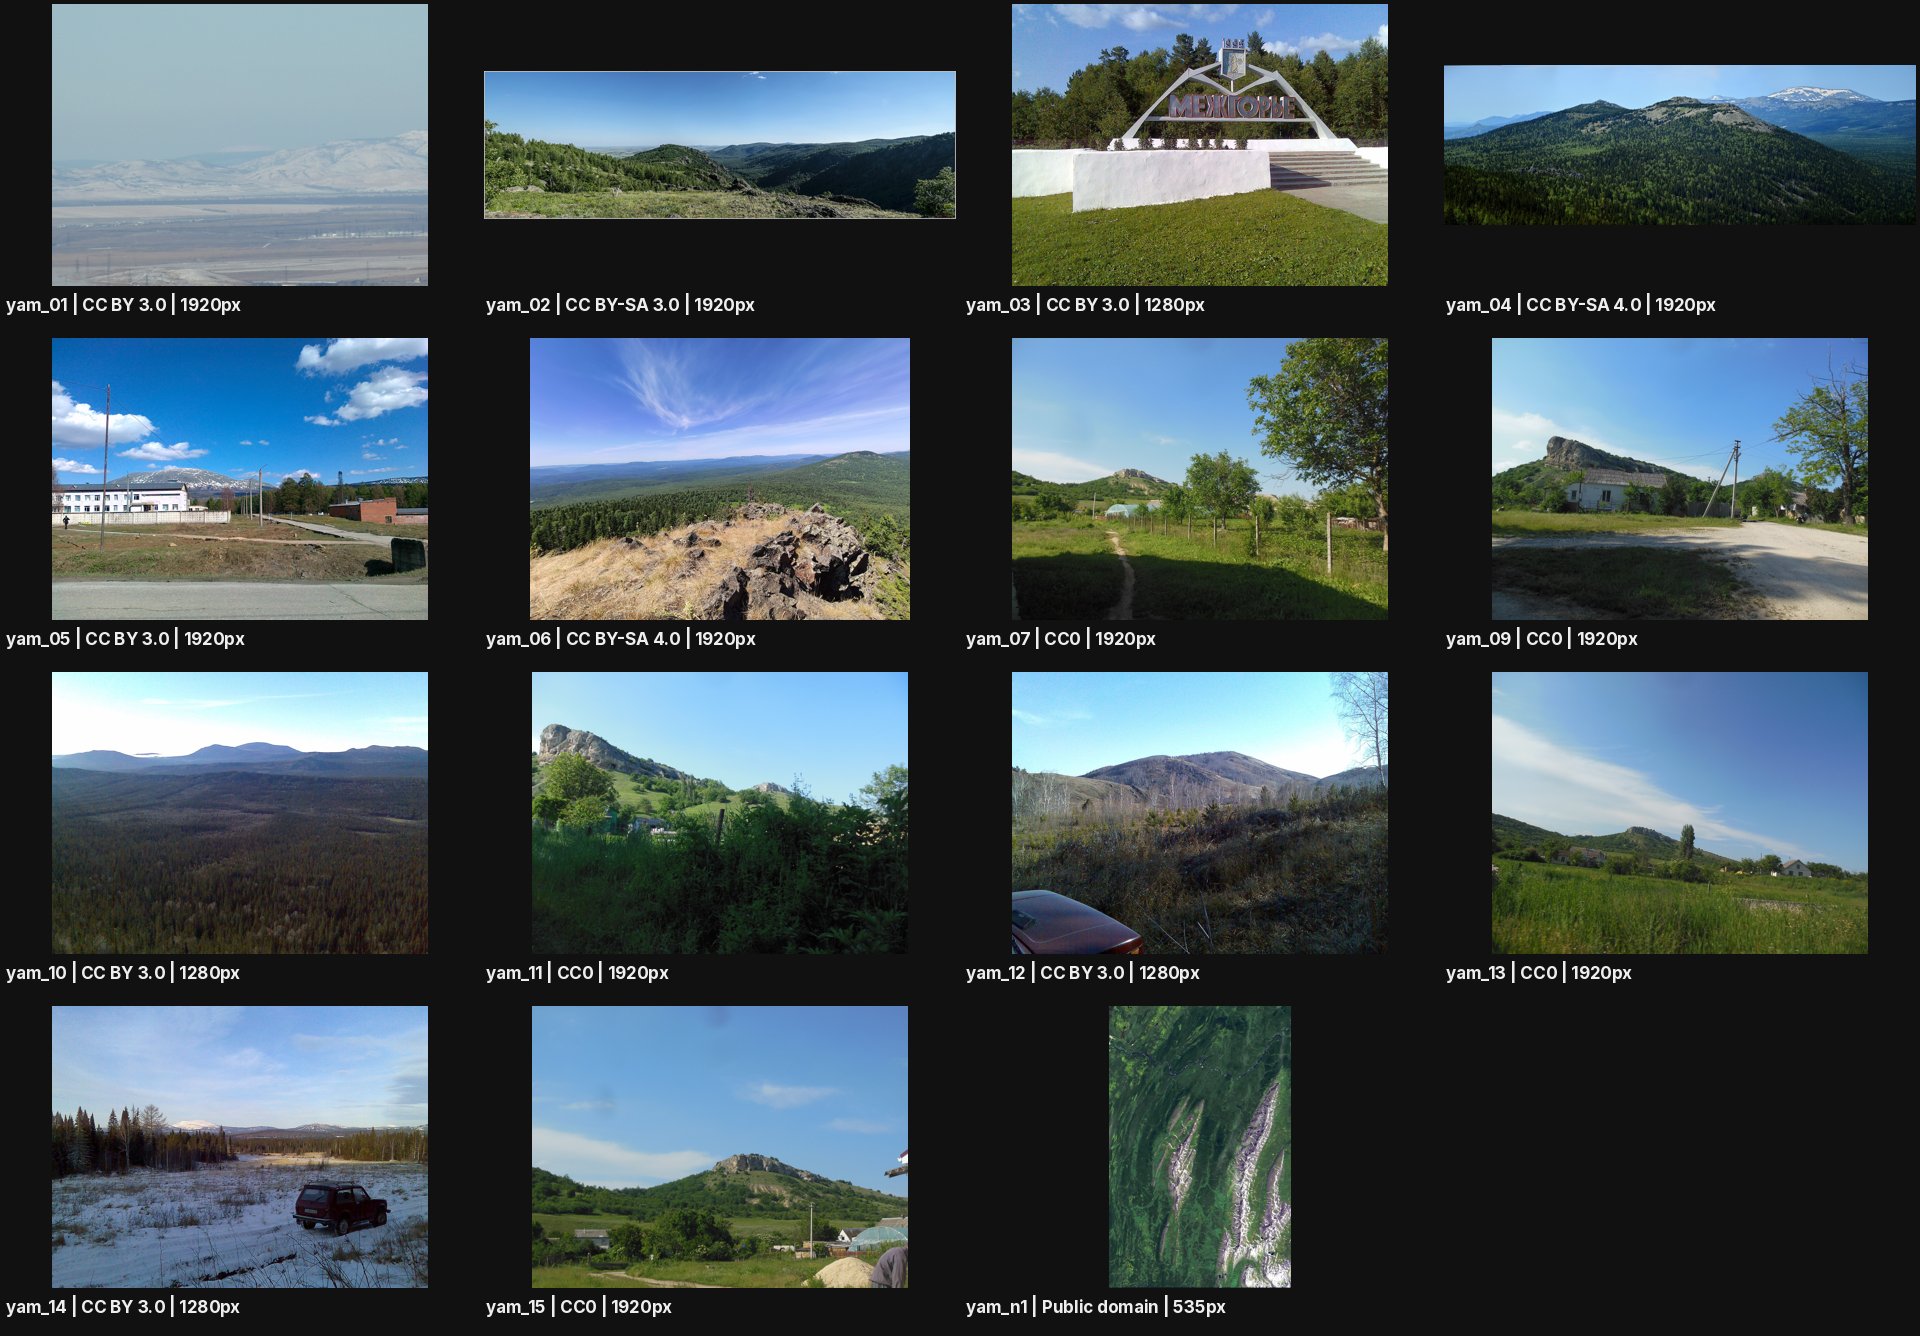 МЕЖГОРЬЕ
yam_01 | CC BY 3.0 | 1920px
yam_02 | CC BY-SA 3.0 | 1920px
yam_03 | CC BY 3.0 | 1280px
yam_04 | CC BY-SA 4.0 | 1920px
yam_05 | CC BY 3.0 | 1920px
yam_06 | CC BY-SA 4.0 | 1920px
yam_07 | CC0 | 1920px
yam_09 | CC0 | 1920px
yam_10 | CC BY 3.0 | 1280px
yam_11 | CC0 | 1920px
yam_12 | CC BY 3.0 | 1280px
yam_13 | CC0 | 1920px
yam_14 | CC BY 3.0 | 1280px
yam_15 | CC0 | 1920px
yam_n1 | Public domain | 535px